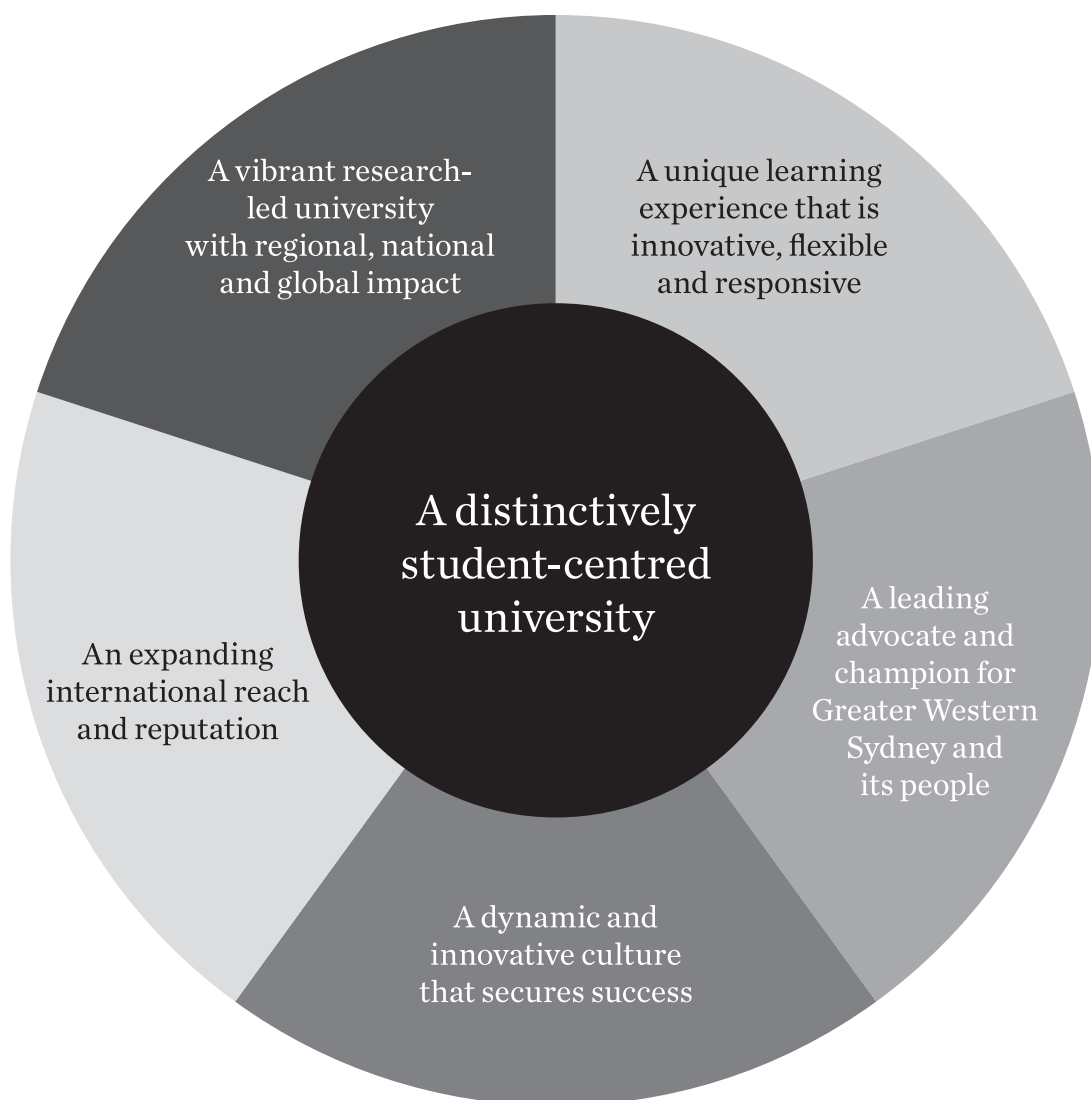 A vibrant research-
led university
with regional, national
and global impact
A unique learning
experience that is
innovative, flexible
and responsive
A distinctively
student-centred
university
A leading
advocate and
champion for
Greater Western
Sydney and
its people
An expanding
international reach
and reputation
A dynamic and
innovative culture
that secures success